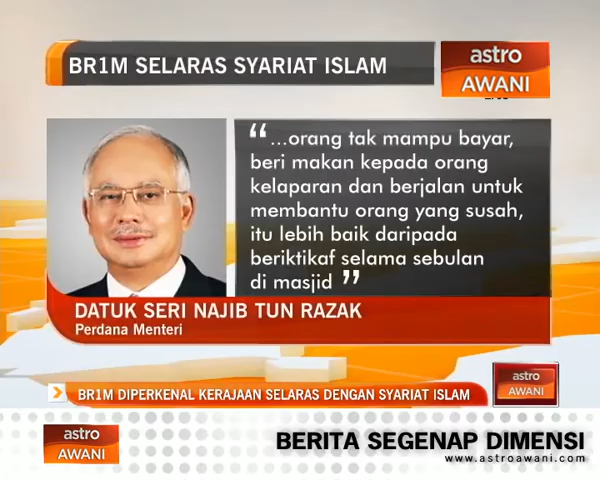 BR1M SELARAS SYARIAT ISLAM
astro
AWANI
“...orang tak mampu bayar,
beri makan kepada orang
kelaparan dan berjalan untuk
membantu orang yang susah,
itu lebih baik daripada
beriktikaf selama sebulan
di masjid”
DATUK SERI NAJIB TUN RAZAK
Perdana Menteri
BR1M DIPERKENAL KERAJAAN SELARAS DENGAN SYARIAT ISLAM
astro
AWANI
astro
AWANI
BERITA SEGENAP DIMENSI
www.astroawani.com